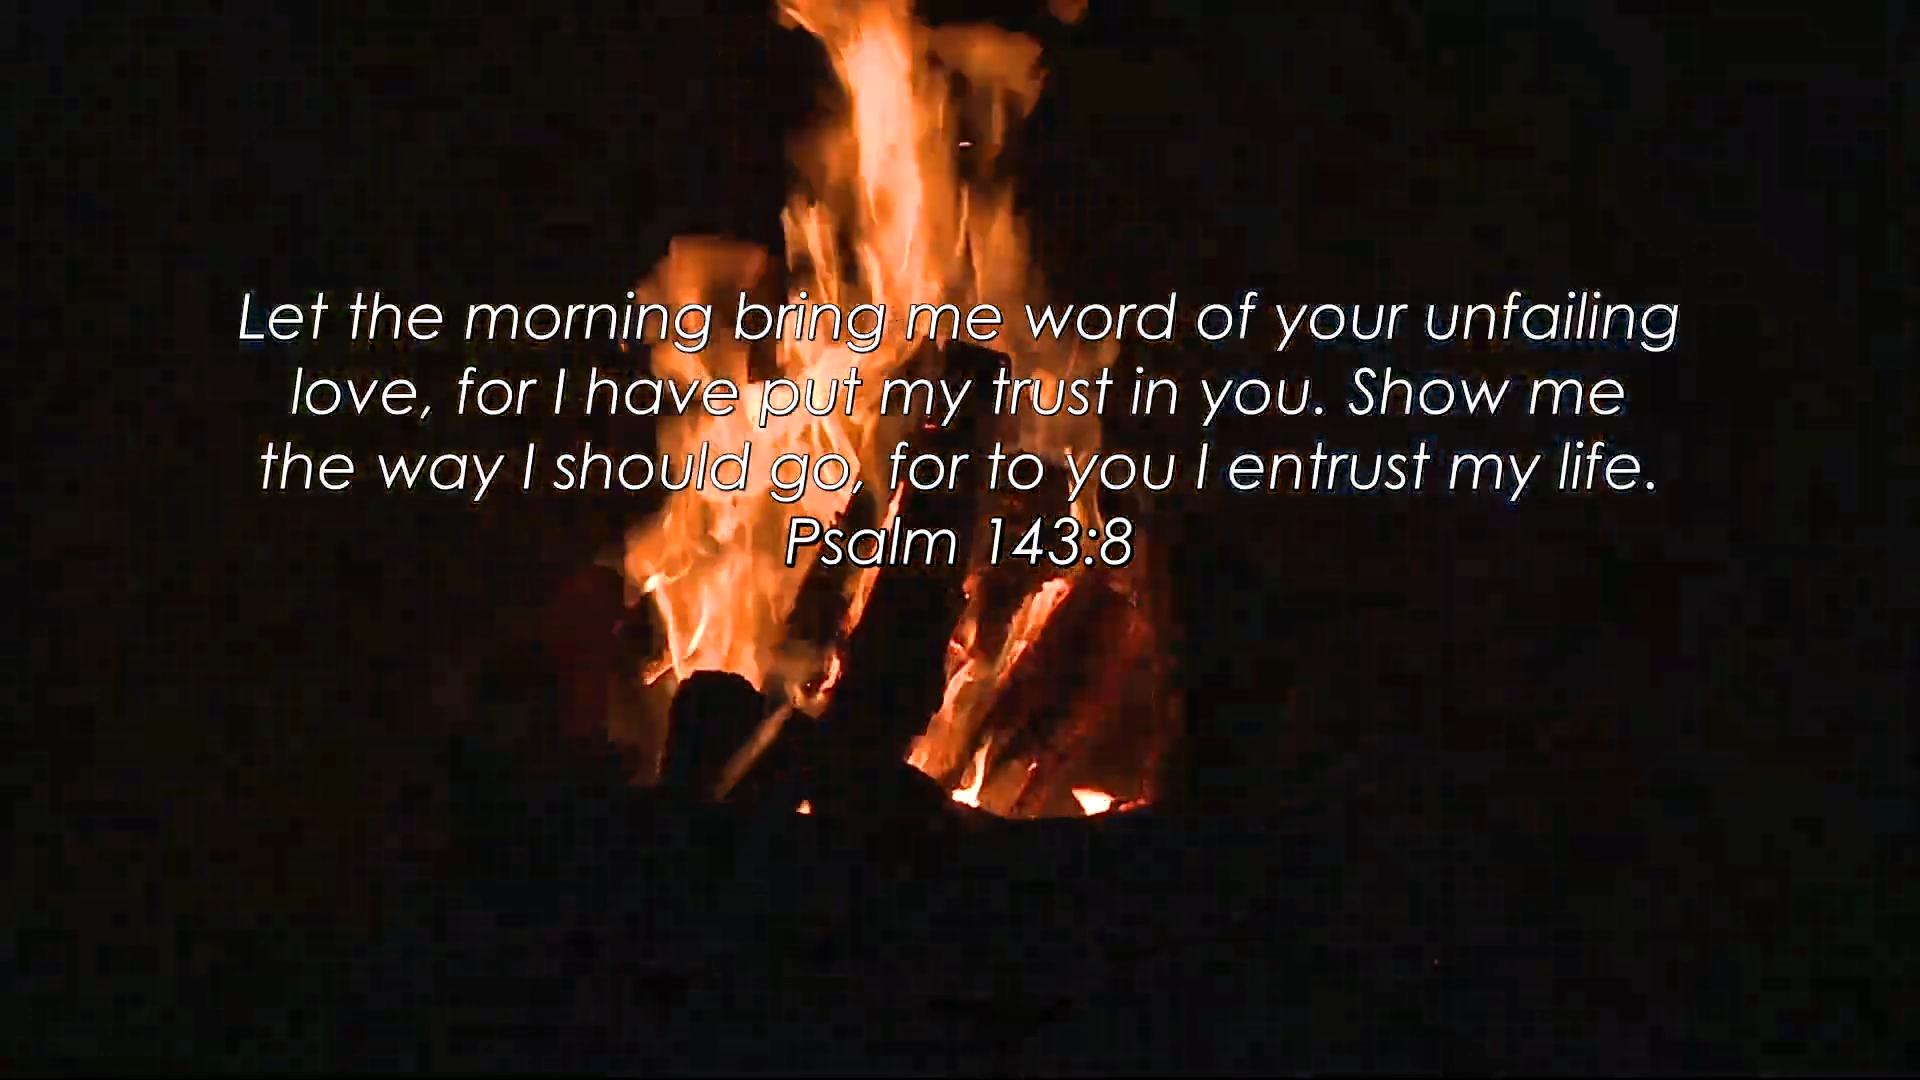 Let the morning bring me word of your unfailing
love, for I have put my trust in you. Show me
the way I should go, for to you I entrust my life.
Psalm 143:8